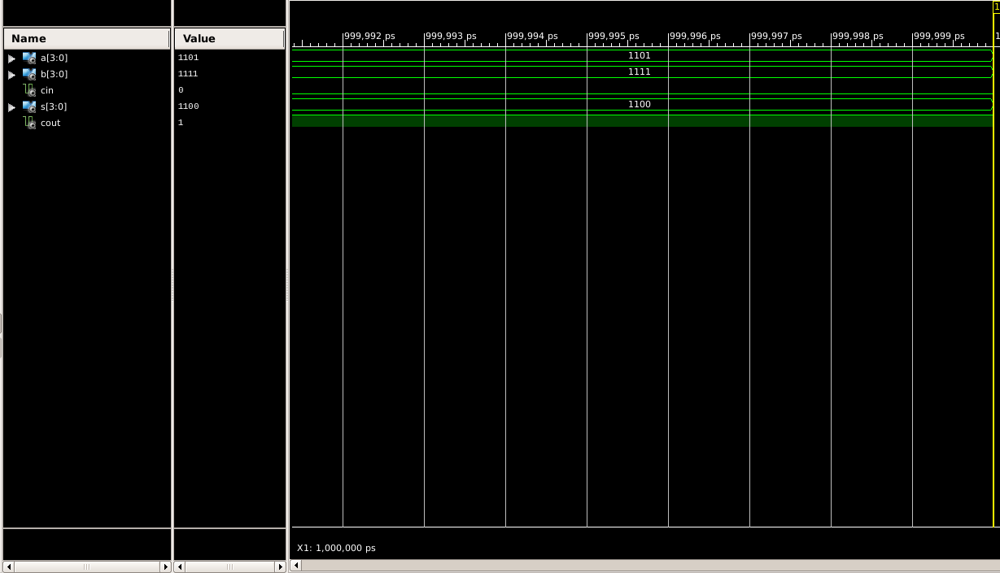 1
Name Value 999,992 ps 999,993 ps 999,994 ps 999,995 ps 999,996 ps 999,997 ps 999,998 ps 999,999 ps 1
a[3:0] 1101 1101
b[3:0] 1111 1111
cin 0
s[3:0] 1100 1100
cout 1
X1: 1,000,000 ps